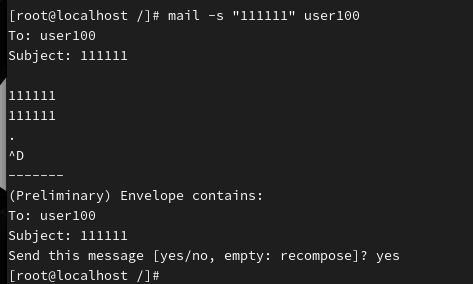 [root@localhost /]# mail -s "111111" user100
To: user100
Subject: 111111
111111
111111
.
^D
-------
(Preliminary) Envelope contains:
To: user100
Subject: 111111
Send this message [yes/no, empty: recompose]? yes
[root@localhost /]#